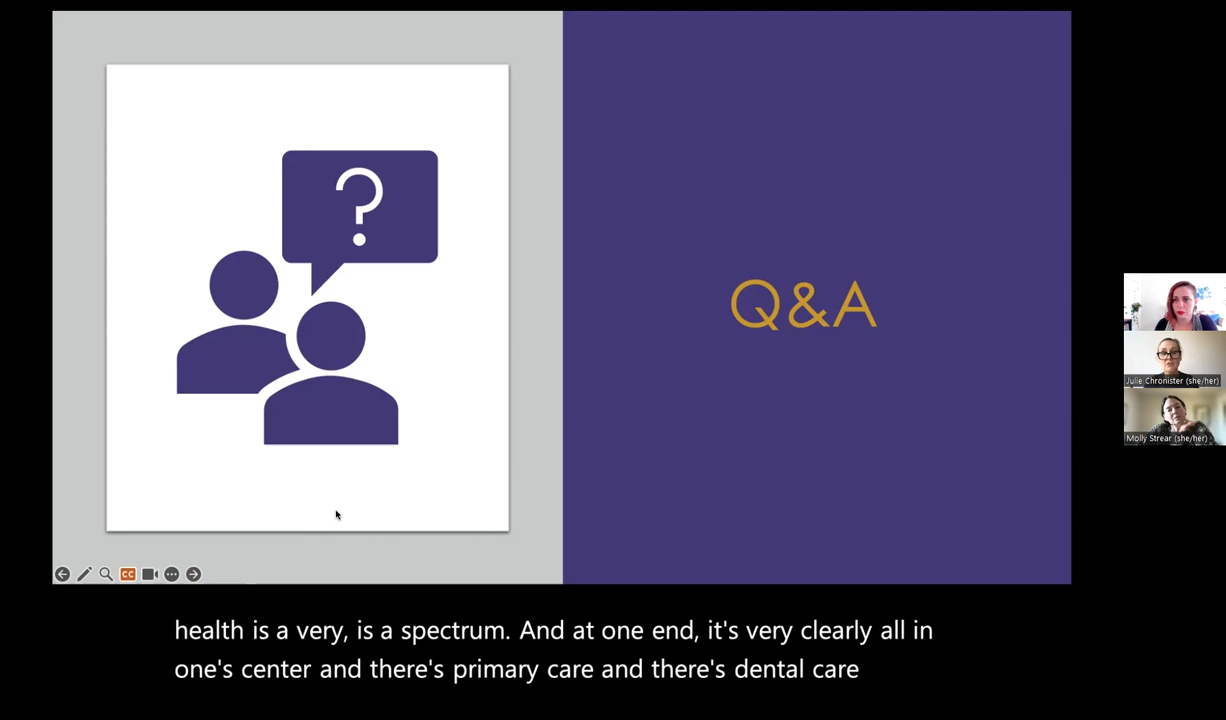 ?
Q&A
Julie Chronister (she/her)
Molly Strear (she/her)
CC
health is a very, is a spectrum. And at one end, it's very clearly all in
one's center and there's primary care and there's dental care